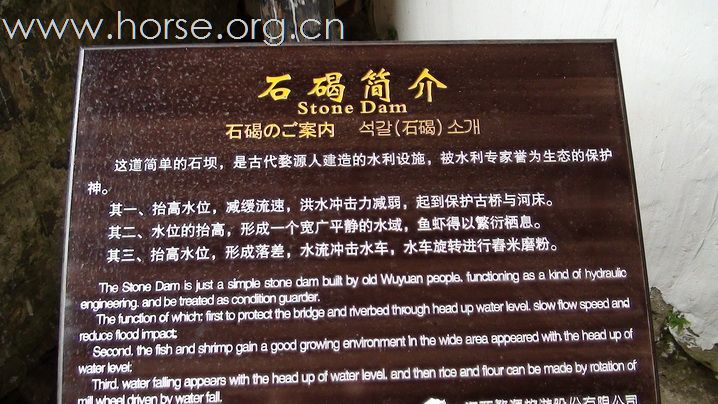 www.horse.org.cn
石碣简介
Stone Dam
石碣のご案内 석갈(石碣) 소개
这道简单的石坝，是古代婺源人建造的水利设施，被水利专家誉为生态的保护
神。
其一、抬高水位，减缓流速，洪水冲击力减弱，起到保护古桥与河床。
其二、水位的抬高，形成一个宽广平静的水域，鱼虾得以繁衍栖息。
其三、抬高水位，形成落差，水流冲击水车，水车旋转进行舂米磨粉。
The Stone Dam is just a simple stone dam built by old Wuyuan people, functioning as a kind of hydraulic
engineering, and be treated as condition guarder.
The function of which: first to protect the bridge and riverbed through head up water level, slow flow speed and
reduce flood impact;
Second, the fish and shrimp gain a good growing environment in the wide area appeared with the head up of
water level;
Third, water falling appears with the head up of water level, and then rice and flour can be made by rotation of
mill wheel driven by water fall.
股份有限公司